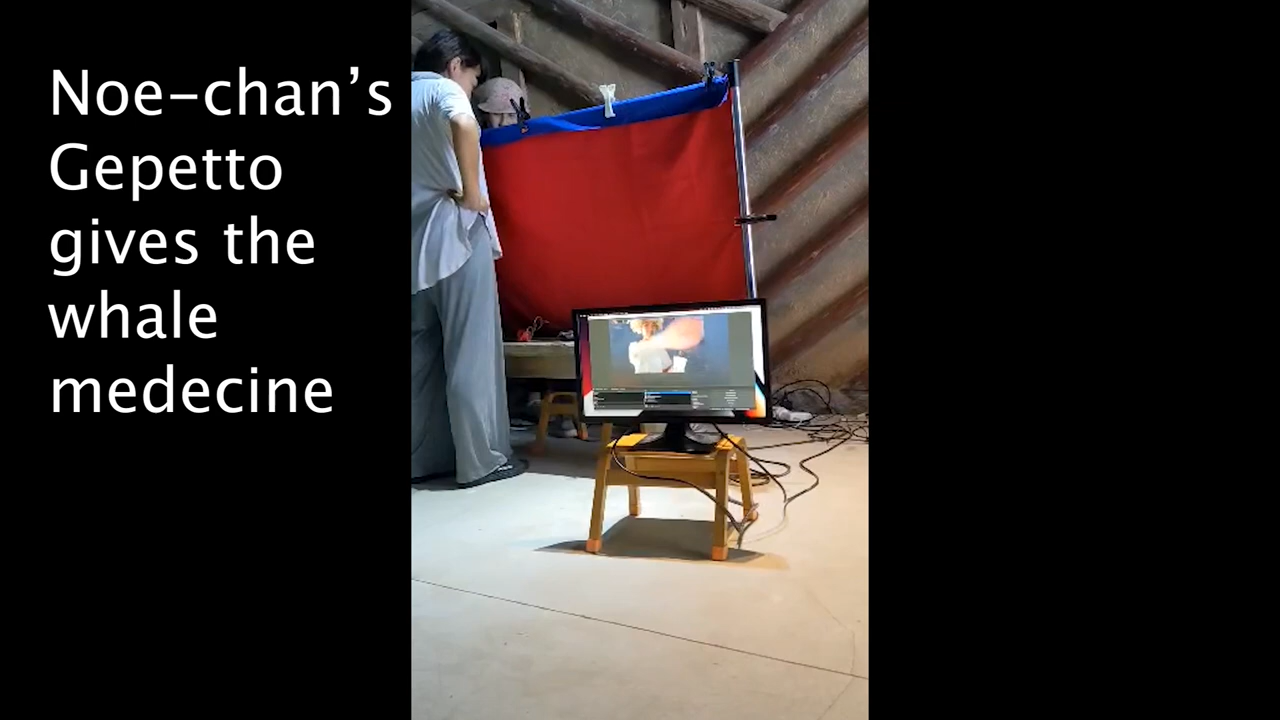 Noe-chan’s
Gepetto
gives the
whale
medecine